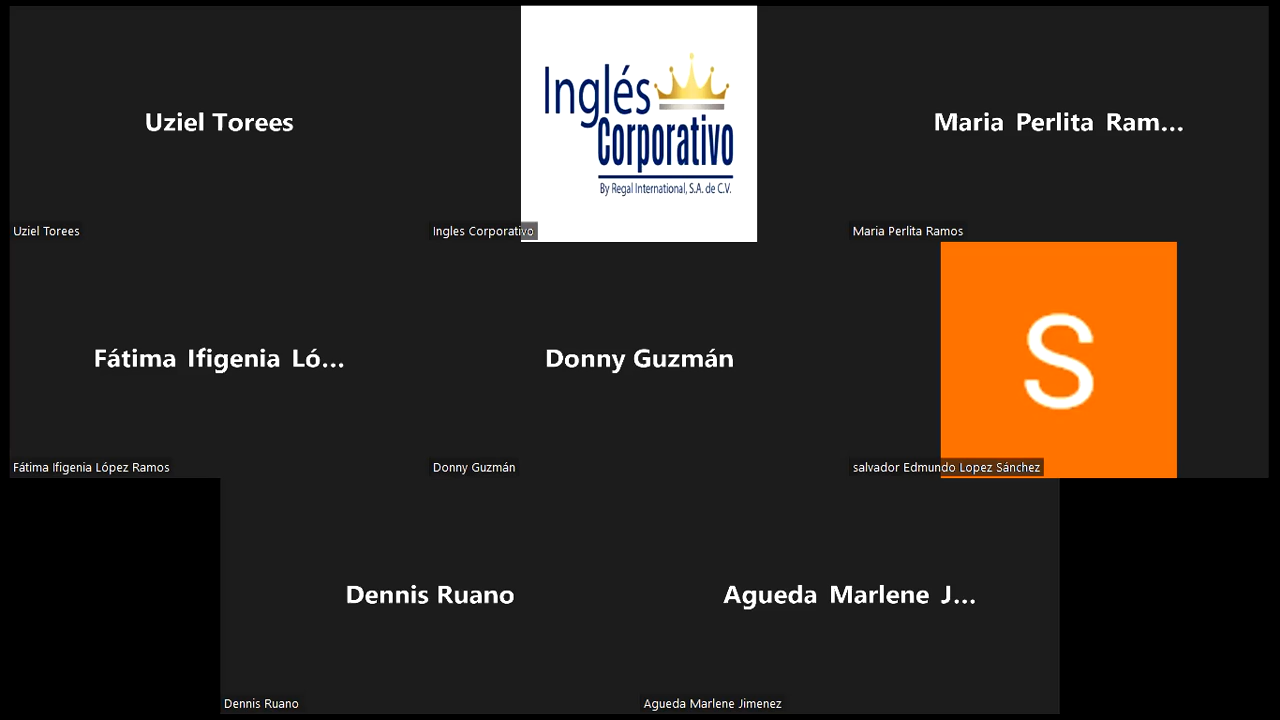 Uziel Torees
Inglés
Corporativo
By Regal International, S.A. de C.V.
Maria Perlita Ram...
Uziel Torees
Ingles Corporativo
Maria Perlita Ramos
Fátima Ifigenia Ló...
Donny Guzmán
S
Fátima Ifigenia López Ramos
Donny Guzmán
salvador Edmundo Lopez Sánchez
Dennis Ruano
Agueda Marlene J...
Dennis Ruano
Agueda Marlene Jimenez